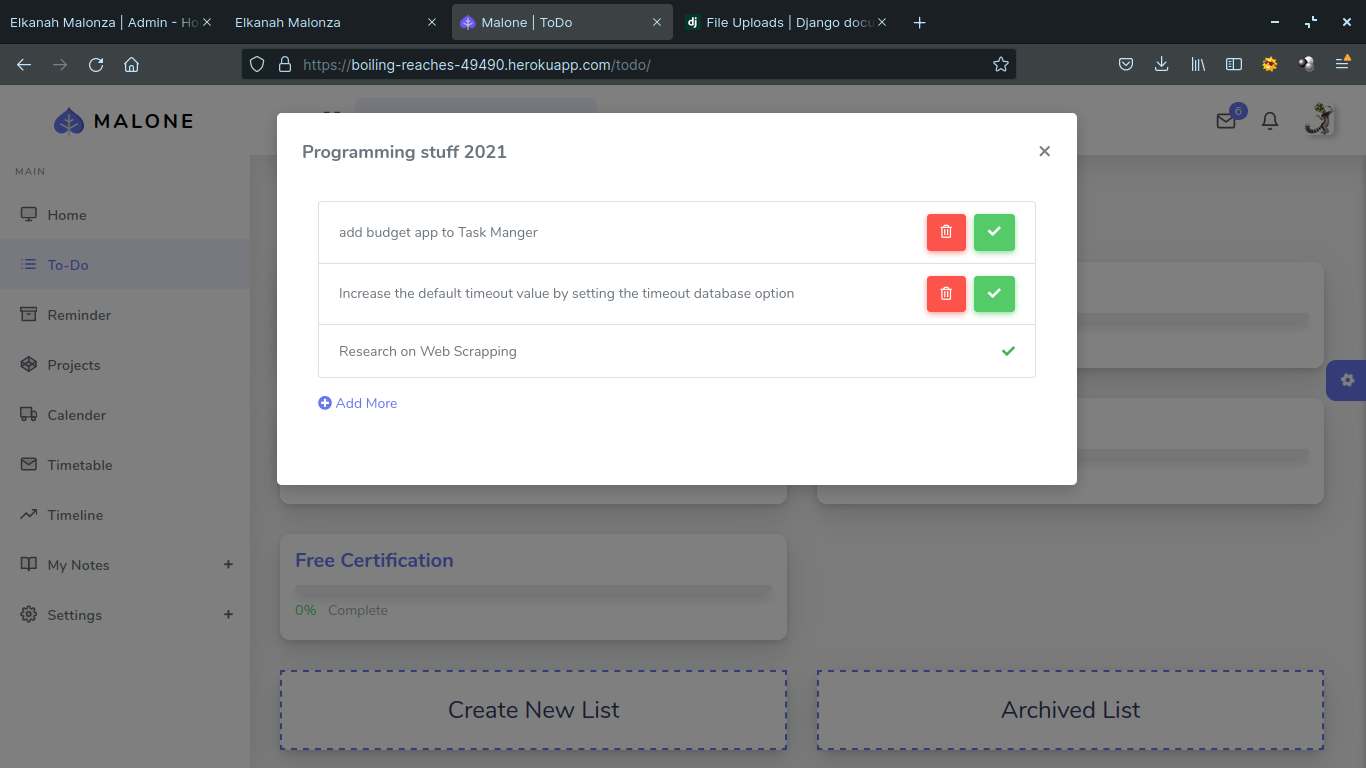 Elkanah Malonza | Admin - Ho
Elkanah Malonza
Malone | ToDo
dj File Uploads | Django docu
https://boiling-reaches-49490.herokuapp.com/todo/
MALONE
6
MAIN
Home
To-Do
Reminder
Projects
Calender
Timetable
Timeline
My Notes +
Settings +
Programming stuff 2021
add budget app to Task Manger
Increase the default timeout value by setting the timeout database option
Research on Web Scrapping
Add More
Free Certification
0% Complete
Create New List
Archived List